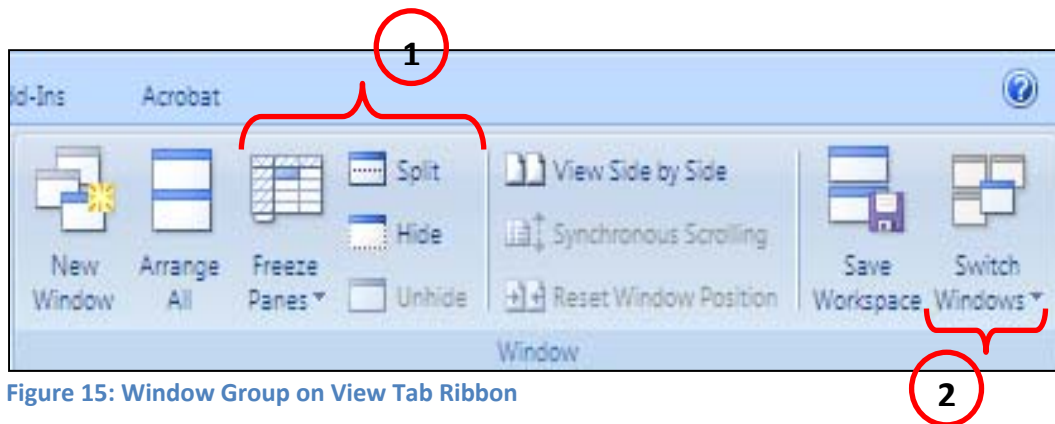 1
dd-Ins Acrobat
New Window
Arrange All
Freeze Panes
Split
Hide
Unhide
View Side by Side
Synchronous Scrolling
Reset Window Position
Save Workspace
Switch Windows
Window
2
Figure 15: Window Group on View Tab Ribbon